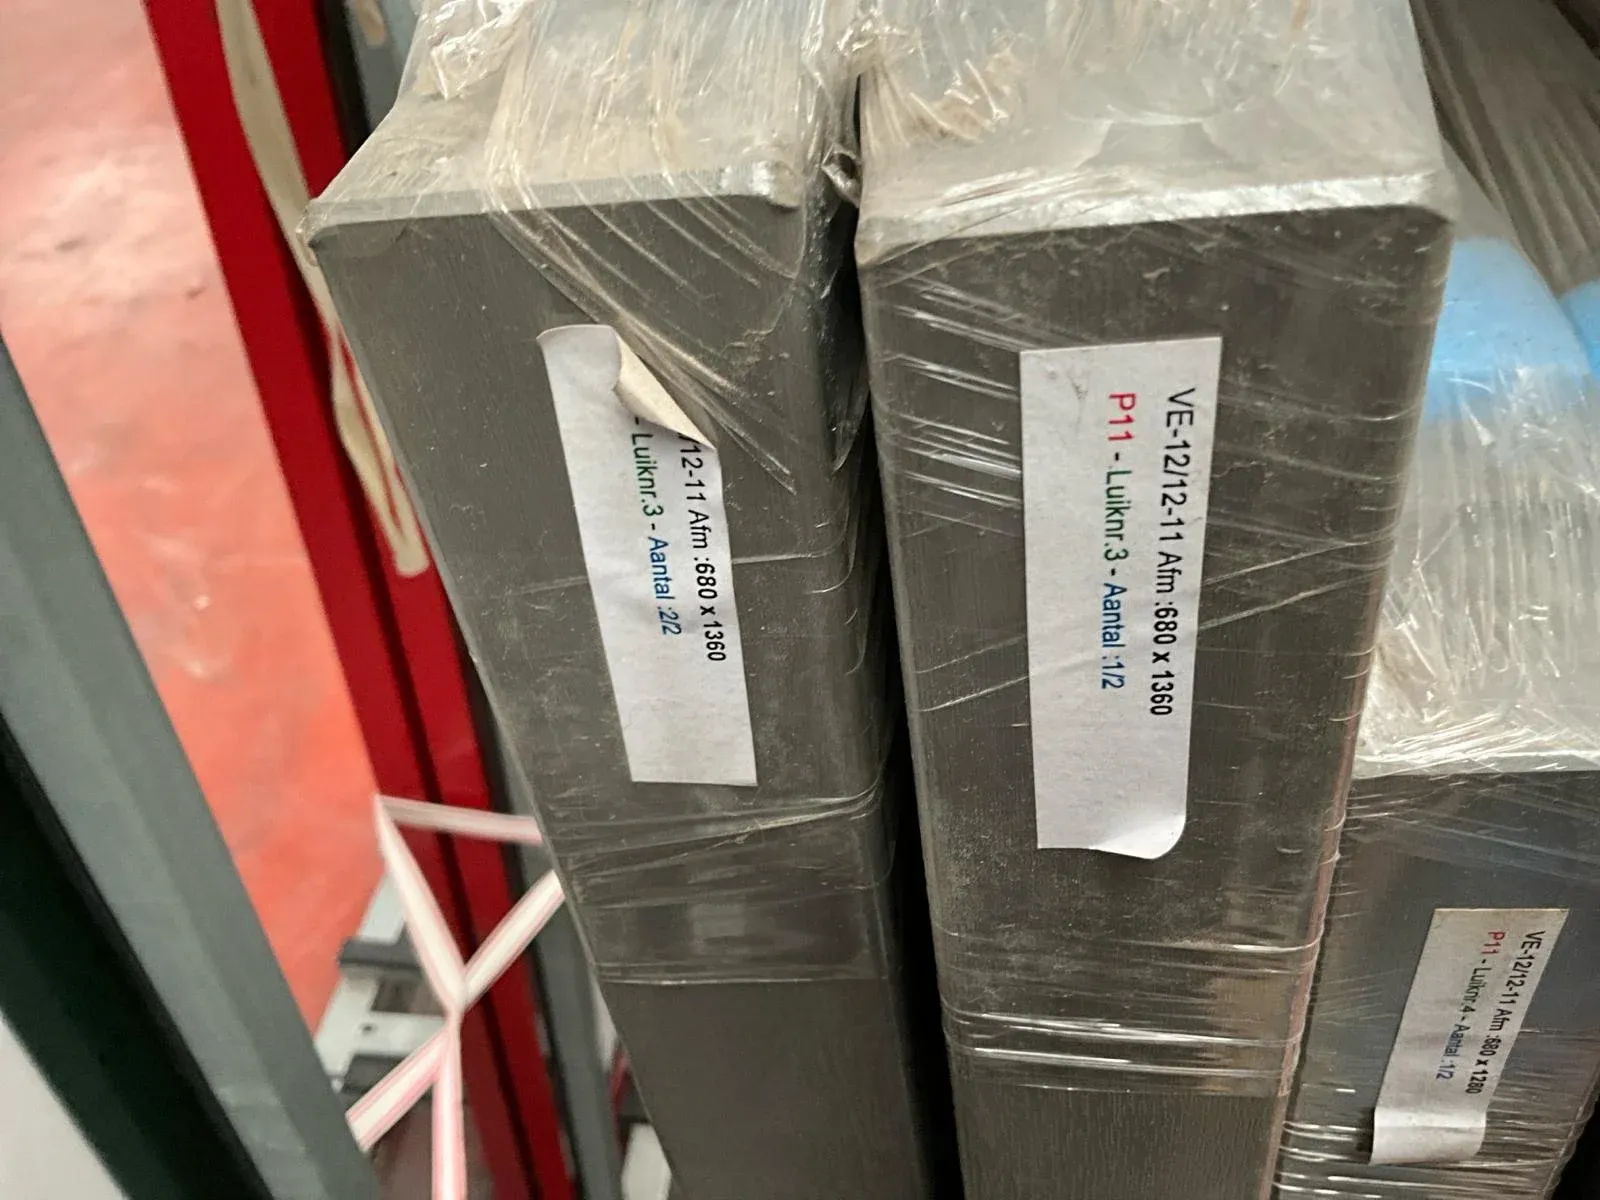 12-11 Afm :680 x 1360
- Luiknr.3 - Aantal :2/2
VE-12/12-11 Afm :680 x 1360
P11 - Luiknr.3 - Aantal :1/2
VE-12/12-11 Afm :680 x 1280
P11 - Luiknr.4 - Aantal :1/2